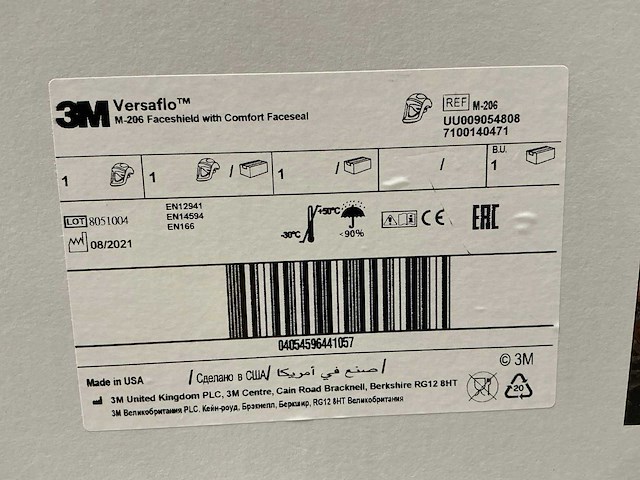 3M Versaflo™
M-206 Faceshield with Comfort Faceseal
REF M-206
UU009054808
7100140471
1
1 /
1 /
/
B.U.
1
LOT 8051004
08/2021
EN12941
EN14594
EN166
-30°C +50°C
<90%
CE
EAC
04054596441057
© 3M
Made in USA / Сделано в США / صنع في أمريكا /
3M United Kingdom PLC, 3M Centre, Cain Road Bracknell, Berkshire RG12 8HT
3М Великобритания PLC. Кейн-роуд, Брэкнелл, Беркшир, RG12 8HT Великобритания
20